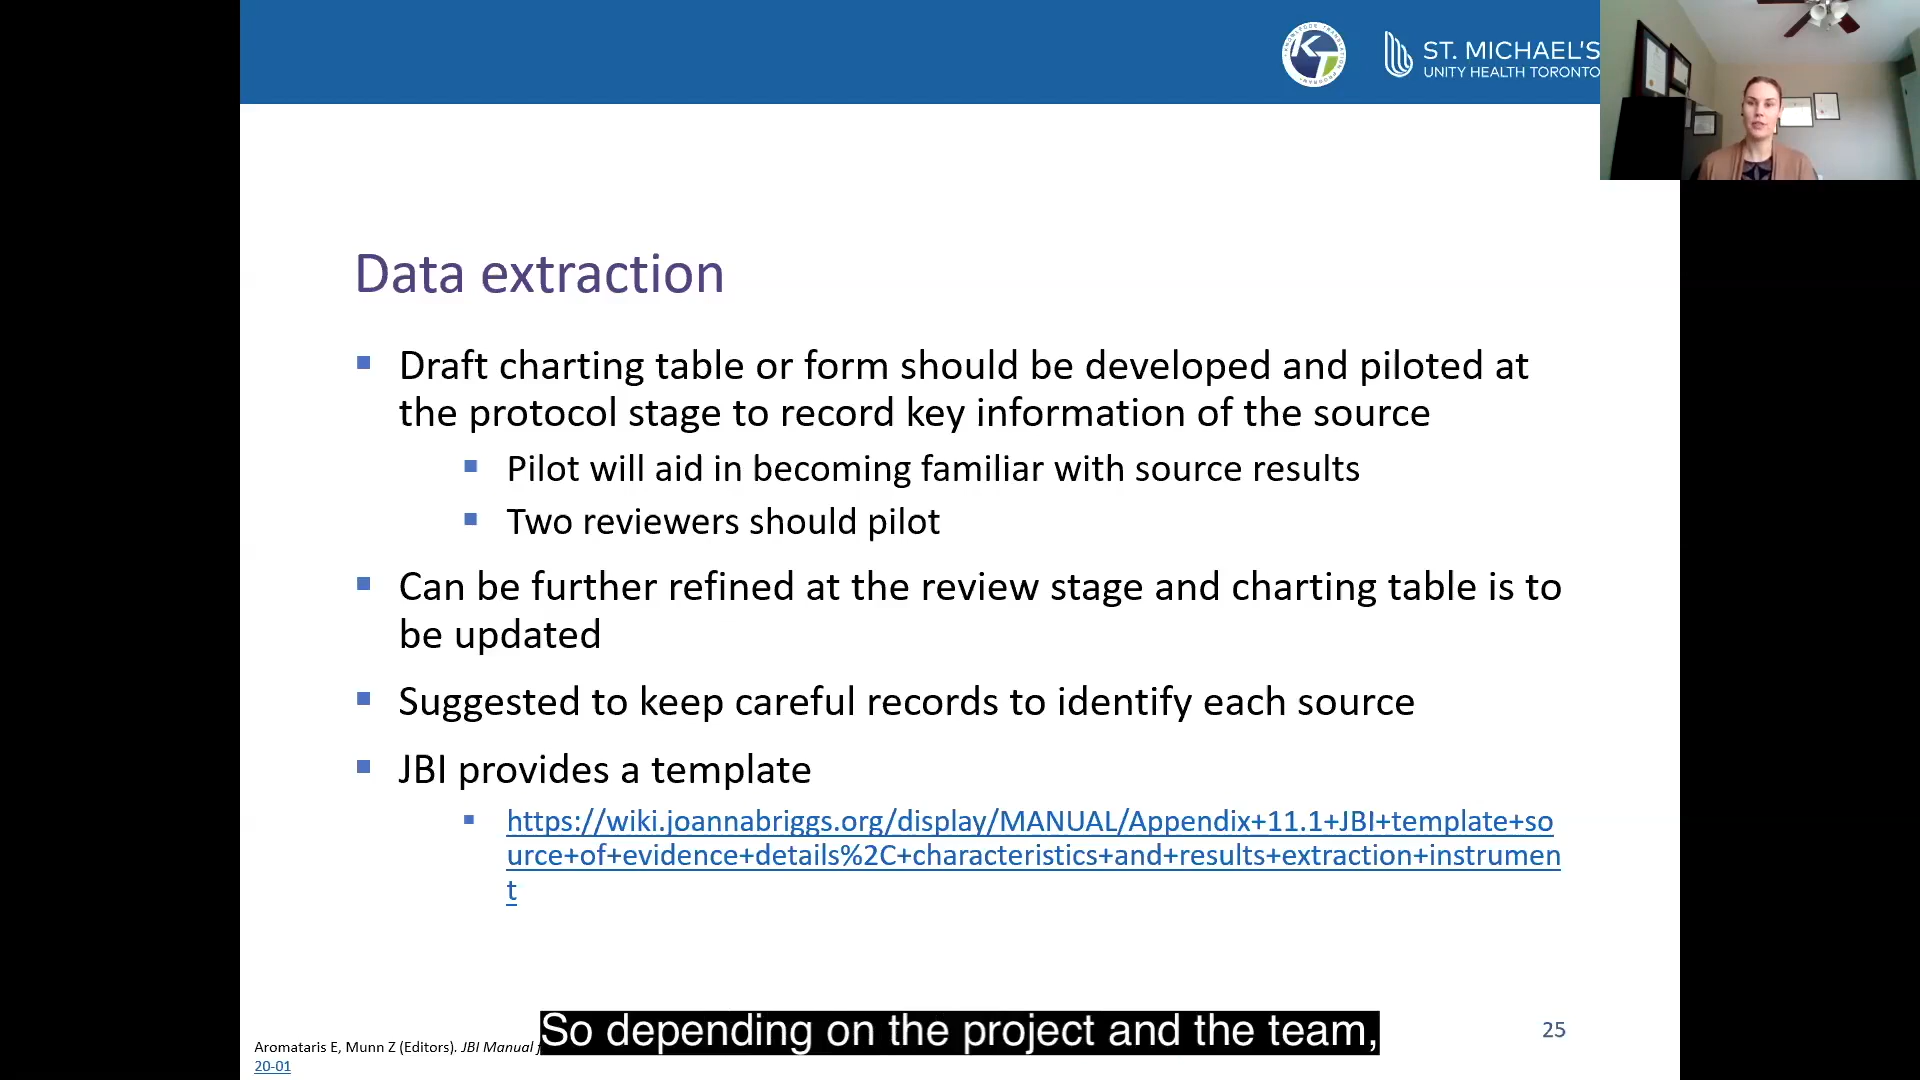 ST. MICHAEL'S
UNITY HEALTH TORONTO
Data extraction
Draft charting table or form should be developed and piloted at
the protocol stage to record key information of the source
Pilot will aid in becoming familiar with source results
Two reviewers should pilot
Can be further refined at the review stage and charting table is to
be updated
Suggested to keep careful records to identify each source
JBI provides a template
https://wiki.joannabriggs.org/display/MANUAL/Appendix+11.1+JBI+template+so
urce+of+evidence+details%2C+characteristics+and+results+extraction+instrumen
t
So depending on the project and the team,
25
Aromataris E, Munn Z (Editors). JBI Manual
20-01